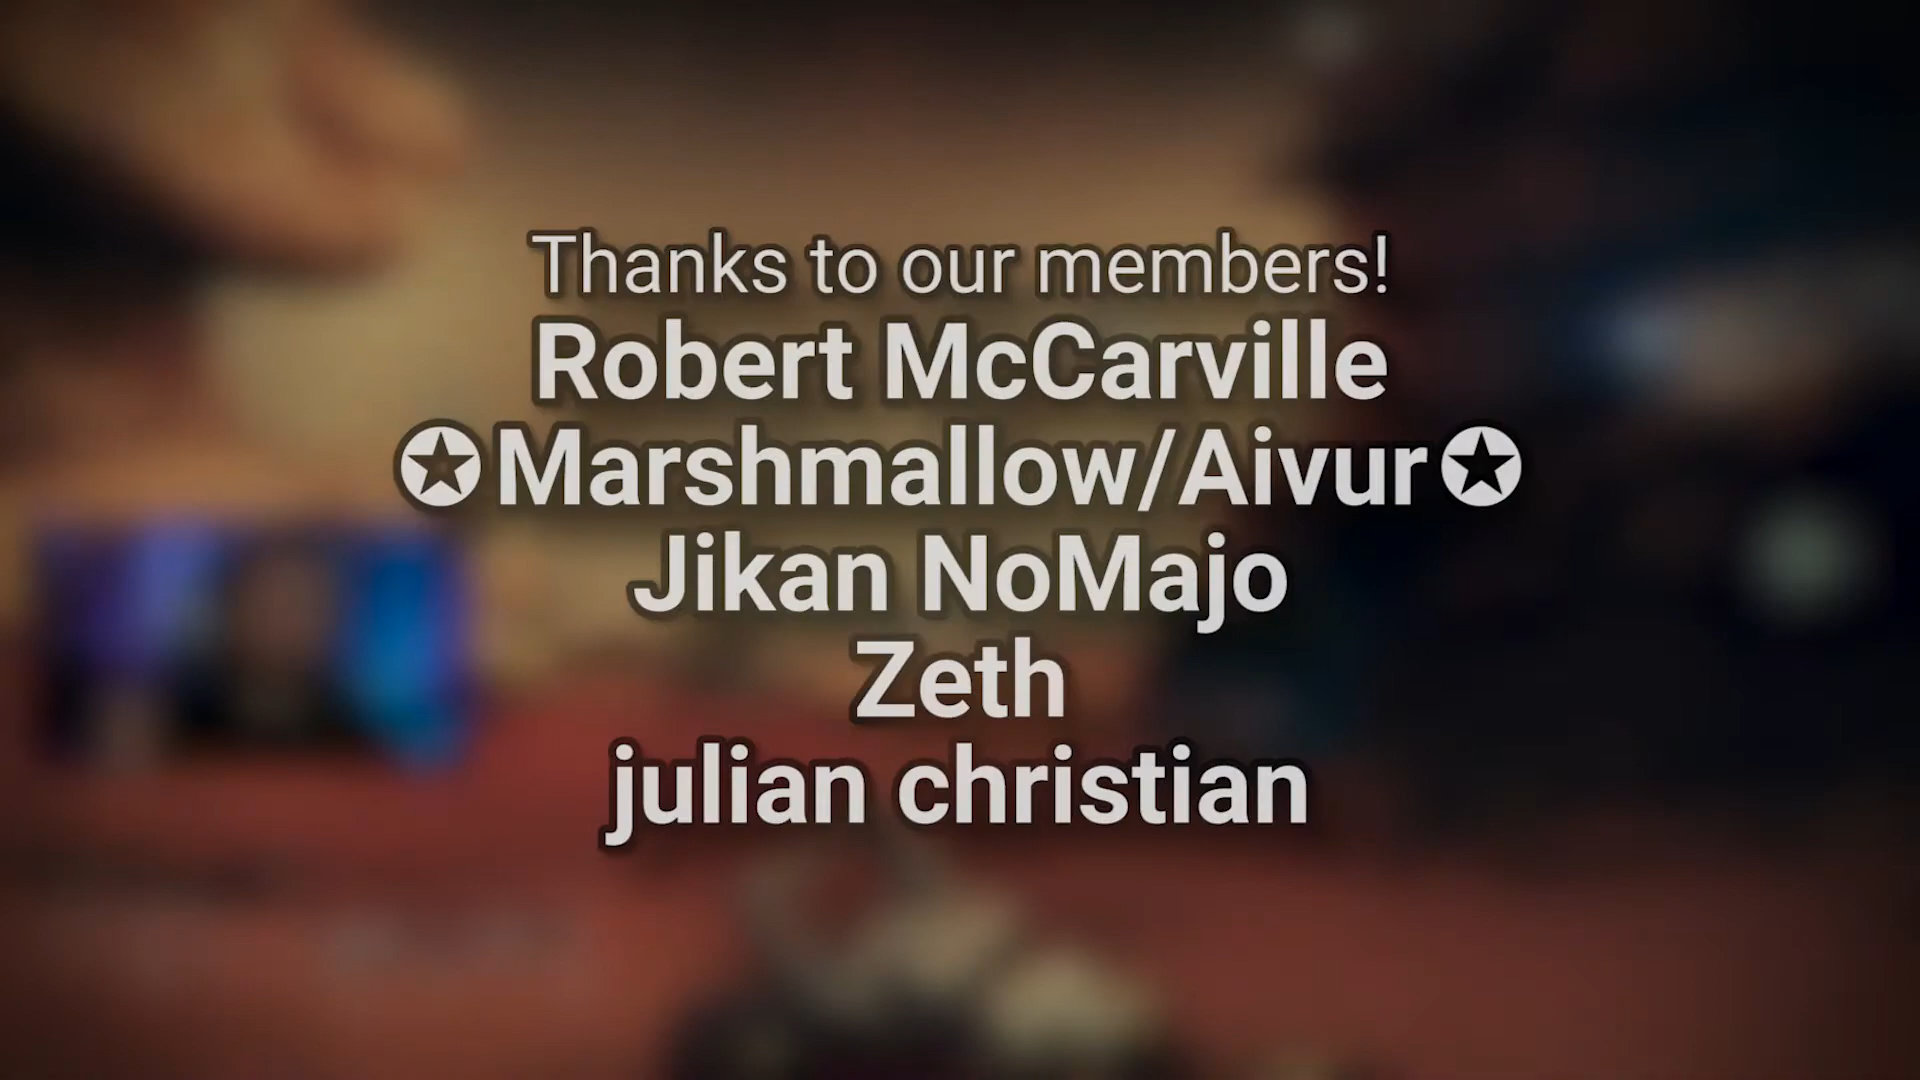 Thanks to our members!
Robert McCarville
✪Marshmallow/Aivur✪
Jikan NoMajo
Zeth
julian christian